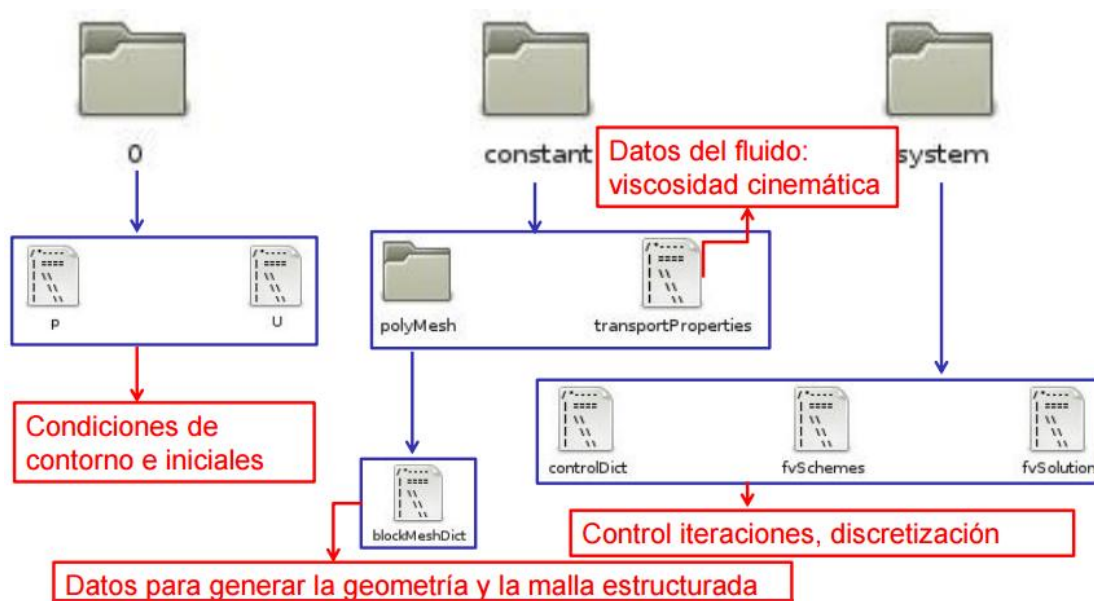 0
constant
system
Datos del fluido:
viscosidad cinemática
p
U
polyMesh
transportProperties
Condiciones de
contorno e iniciales
controlDict
fvSchemes
fvSolution
blockMeshDict
Control iteraciones, discretización
Datos para generar la geometría y la malla estructurada